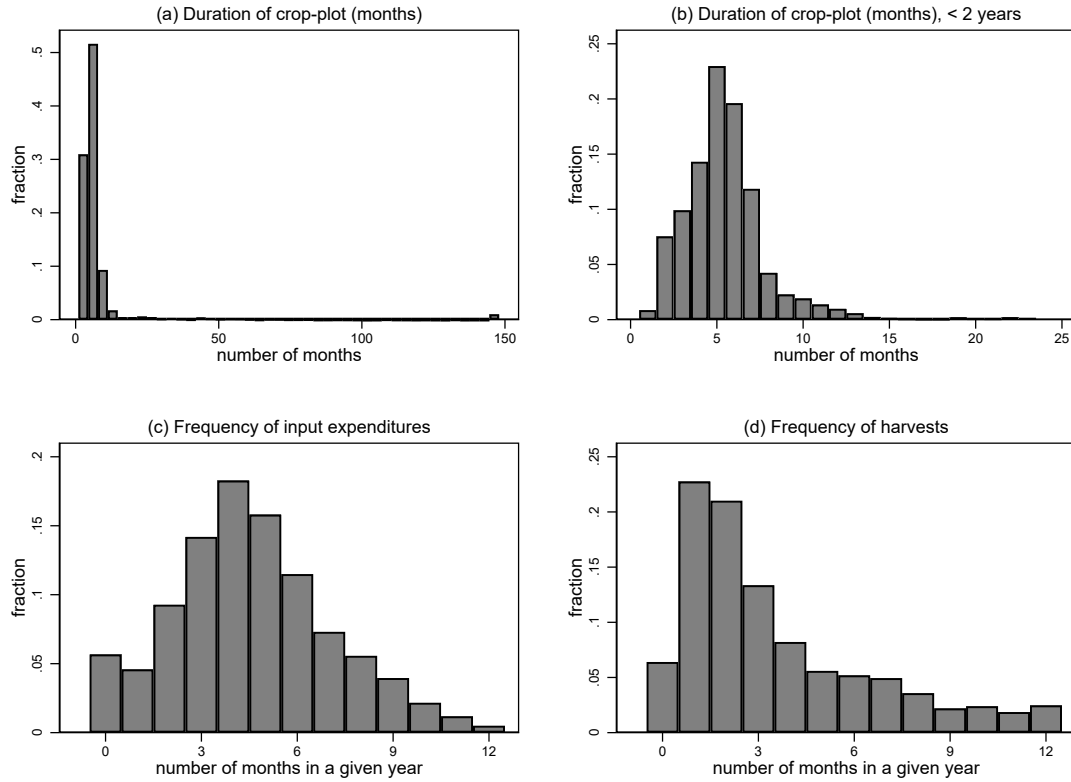 (a) Duration of crop-plot (months)
fraction
.5
.4
.3
.2
.1
0
0 50 100 150
number of months
(b) Duration of crop-plot (months), < 2 years
fraction
.25
.2
.15
.1
.05
0
0 5 10 15 20 25
number of months
(c) Frequency of input expenditures
fraction
.2
.15
.1
.05
0
0 3 6 9 12
number of months in a given year
(d) Frequency of harvests
fraction
.25
.2
.15
.1
.05
0
0 3 6 9 12
number of months in a given year